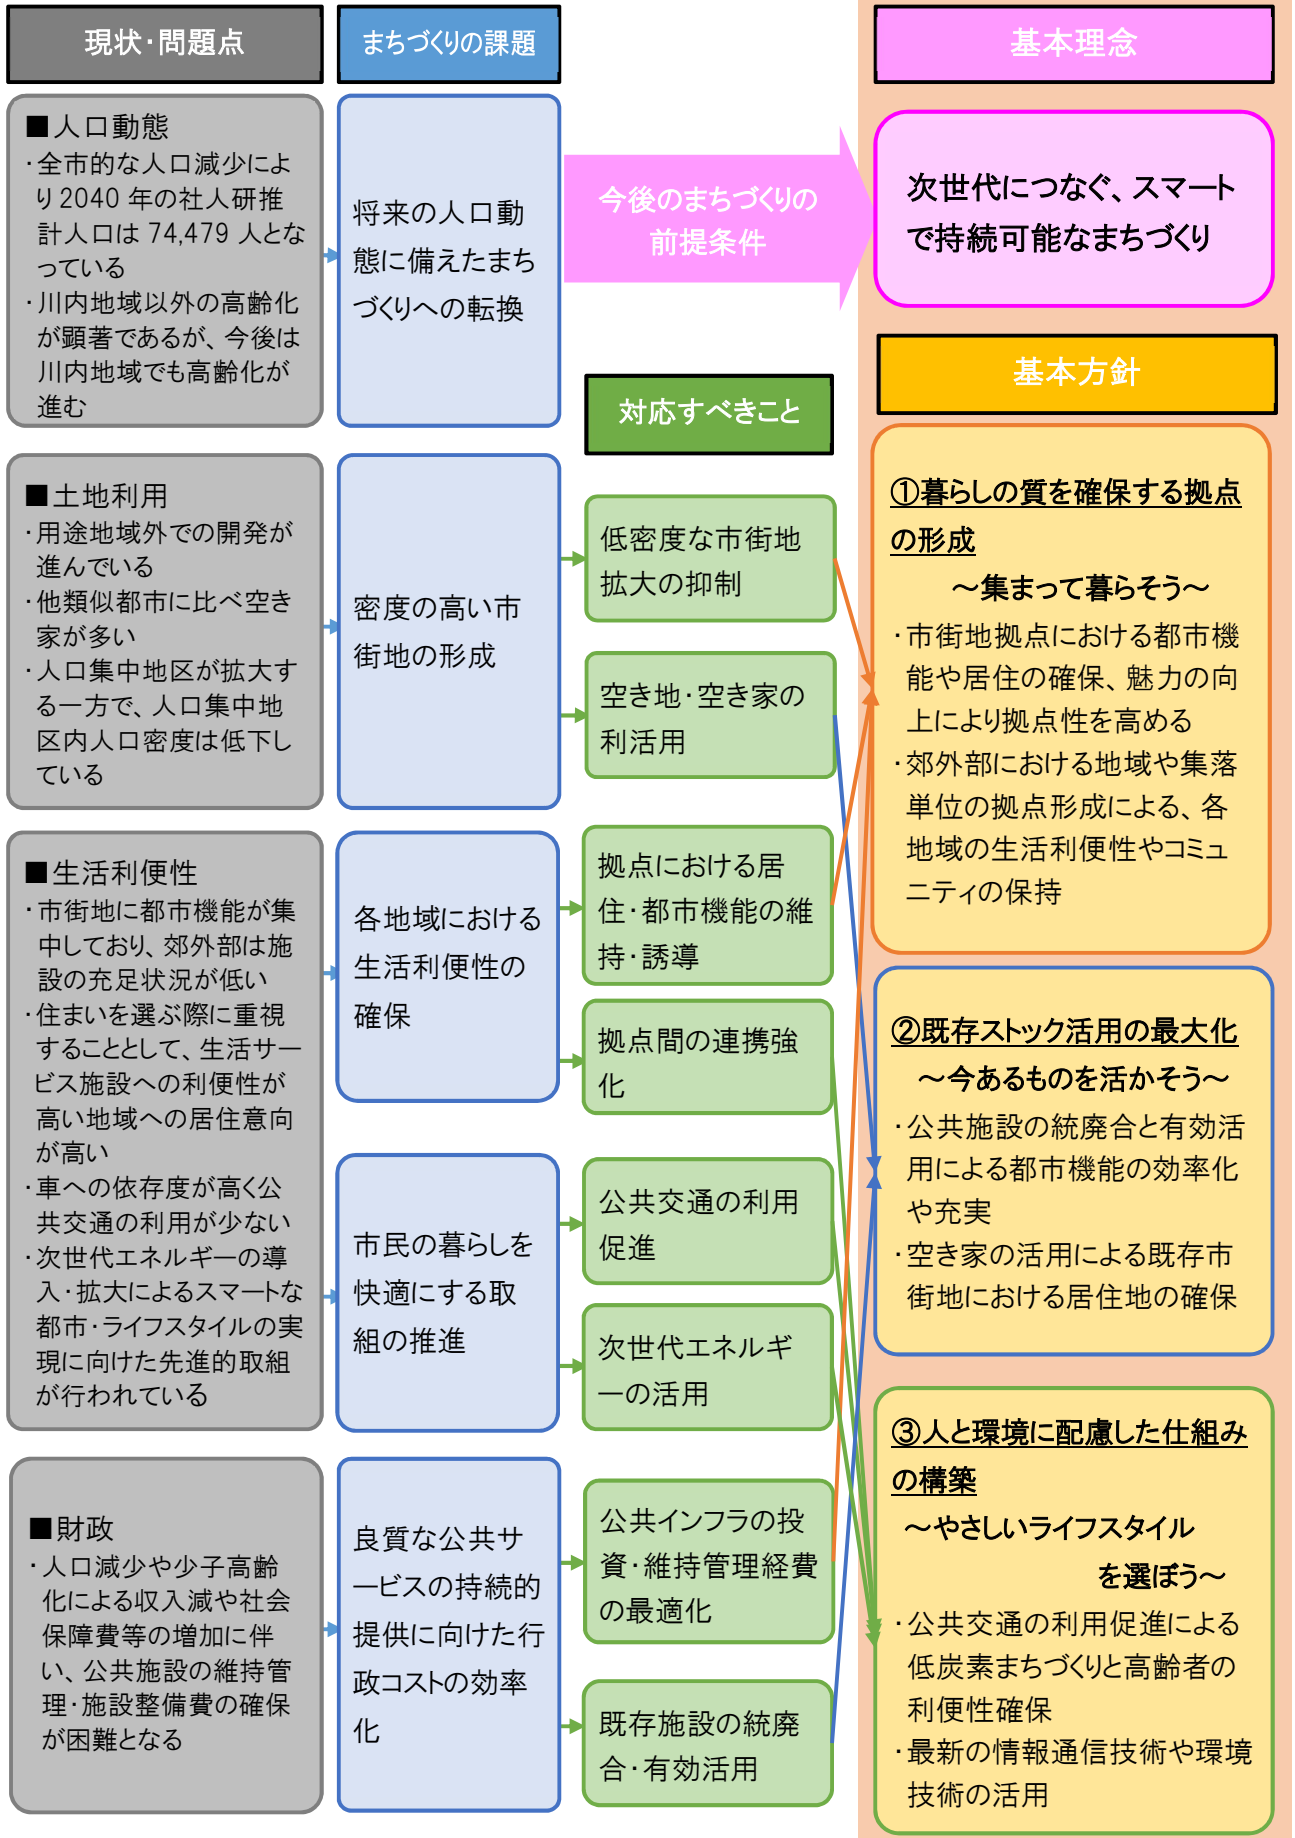 現状・問題点
まちづくりの課題
基本理念
■人口動態
・全市的な人口減少によ
り2040年の社人研推
計人口は74,479人とな
っている
・川内地域以外の高齢化
が顕著であるが、今後は
川内地域でも高齢化が
進む
将来の人口動
態に備えたまち
づくりへの転換
今後のまちづくりの
前提条件
次世代につなぐ、スマート
で持続可能なまちづくり
対応すべきこと
基本方針
■土地利用
・用途地域外での開発が
進んでいる
・他類似都市に比べ空き
家が多い
・人口集中地区が拡大す
る一方で、人口集中地
区内人口密度は低下し
ている
密度の高い市
街地の形成
低密度な市街地
拡大の抑制
空き地・空き家の
利活用
①暮らしの質を確保する拠点
の形成
～集まって暮らそう～
・市街地拠点における都市機
能や居住の確保、魅力の向
上により拠点性を高める
・郊外部における地域や集落
単位の拠点形成による、各
地域の生活利便性やコミュ
ニティの保持
■生活利便性
・市街地に都市機能が集
中しており、郊外部は施
設の充足状況が低い
・住まいを選ぶ際に重視
することとして、生活サー
ビス施設への利便性が
高い地域への居住意向
が高い
・車への依存度が高く公
共交通の利用が少ない
・次世代エネルギーの導
入・拡大によるスマートな
都市・ライフスタイルの実
現に向けた先進的取組
が行われている
各地域における
生活利便性の
確保
拠点における居
住・都市機能の維
持・誘導
拠点間の連携強
化
市民の暮らしを
快適にする取
組の推進
公共交通の利用
促進
次世代エネルギ
ーの活用
②既存ストック活用の最大化
～今あるものを活かそう～
・公共施設の統廃合と有効活
用による都市機能の効率化
や充実
・空き家の活用による既存市
街地における居住地の確保
■財政
・人口減少や少子高齢
化による収入減や社会
保障費等の増加に伴
い、公共施設の維持管
理・施設整備費の確保
が困難となる
良質な公共サ
ービスの持続的
提供に向けた行
政コストの効率
化
公共インフラの投
資・維持管理経費
の最適化
既存施設の統廃
合・有効活用
③人と環境に配慮した仕組み
の構築
～やさしいライフスタイル
を選ぼう～
・公共交通の利用促進による
低炭素まちづくりと高齢者の
利便性確保
・最新の情報通信技術や環境
技術の活用